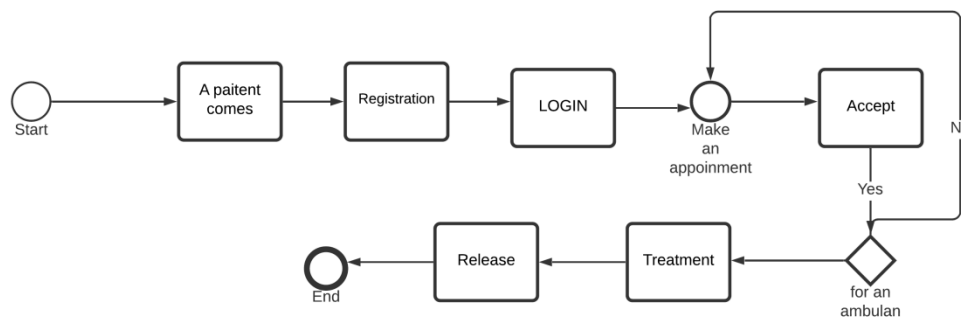 A paitent
comes
Registration
LOGIN
Accept
Start
Make
an
appoinment
N
Yes
Release
Treatment
End
for an
ambulan